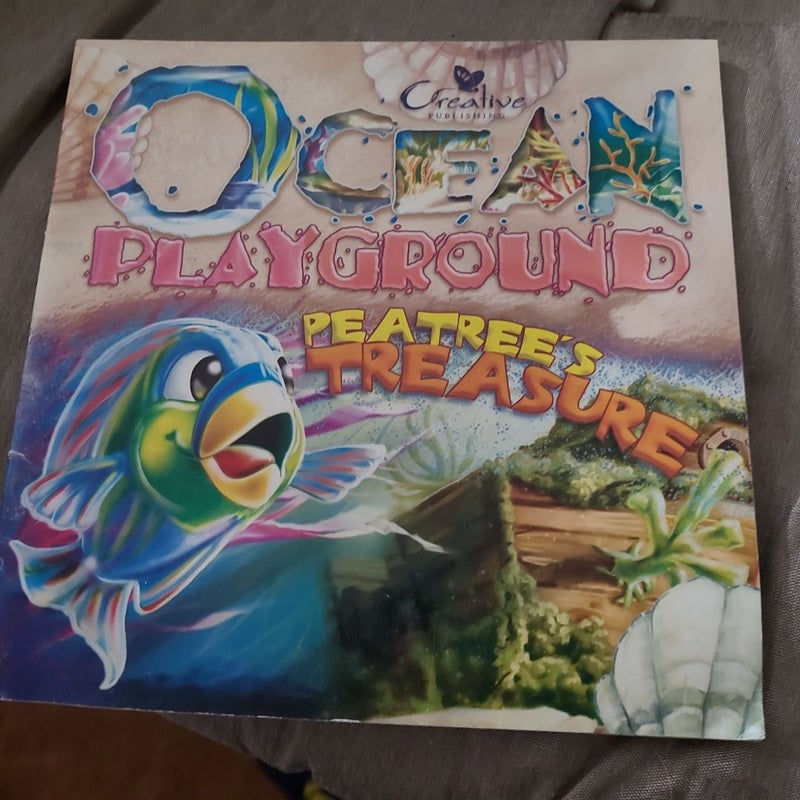 Creative
PUBLISHING
OCEAN
PLAYGROUND
PEATREE'S
TREASURE